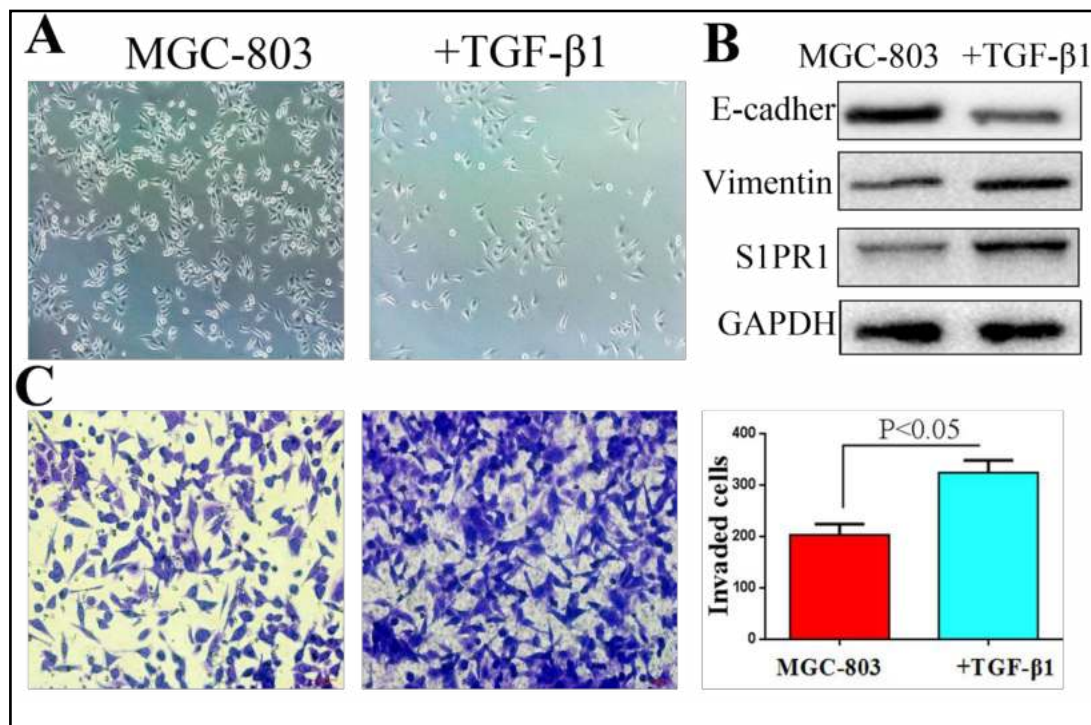 A
MGC-803
+TGF-β1
B
MGC-803 +TGF-β1
E-cadher
Vimentin
S1PR1
GAPDH
C
P<0.05
Invaded cells
400
300
200
100
0
MGC-803
+TGF-β1